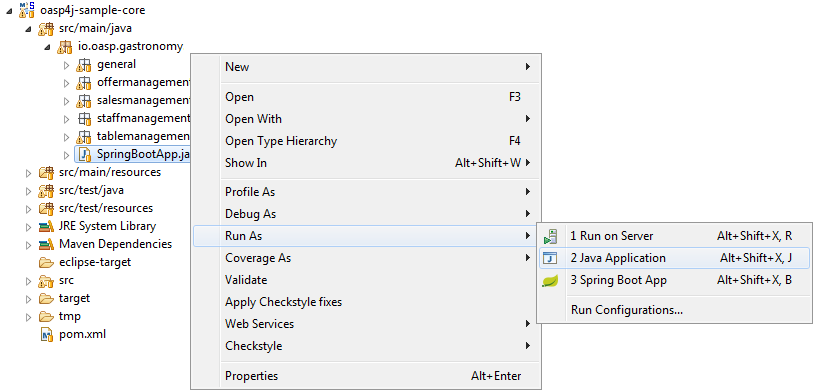 oasp4j-sample-core
src/main/java
io.oasp.gastronomy
general
offermanagement
salesmanagement
staffmanagement
tablemanagement
SpringBootApp.ja
src/main/resources
src/test/java
src/test/resources
JRE System Library
Maven Dependencies
eclipse-target
src
target
tmp
pom.xml
New
Open F3
Open With
Open Type Hierarchy F4
Show In Alt+Shift+W
Profile As
Debug As
Run As
Coverage As
Validate
Apply Checkstyle fixes
Web Services
Checkstyle
Properties Alt+Enter
1 Run on Server Alt+Shift+X, R
2 Java Application Alt+Shift+X, J
3 Spring Boot App Alt+Shift+X, B
Run Configurations...